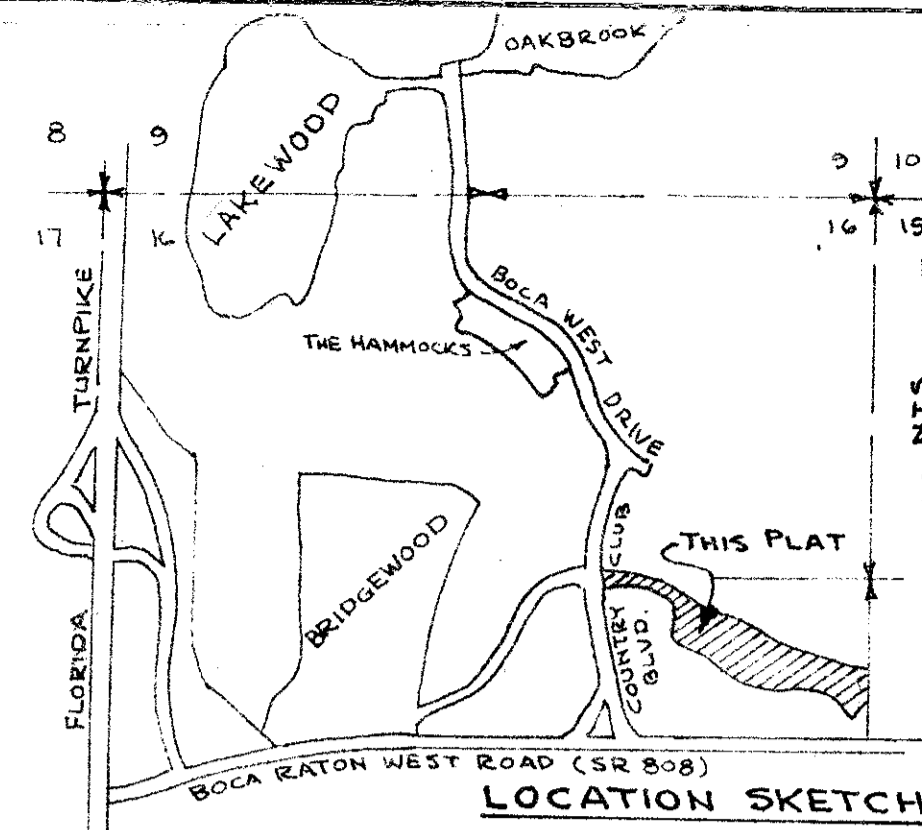 OAKBROOK
LAKEWOOD
8 9
17 16
9 10
16 15
BOCA WEST DRIVE
THE HAMMOCKS
TURNPIKE
FLORIDA
NTS
BRIDGEWOOD
CLUB
COUNTRY
BLVD.
THIS PLAT
BOCA RATON WEST ROAD (SR 808)
LOCATION SKETCH